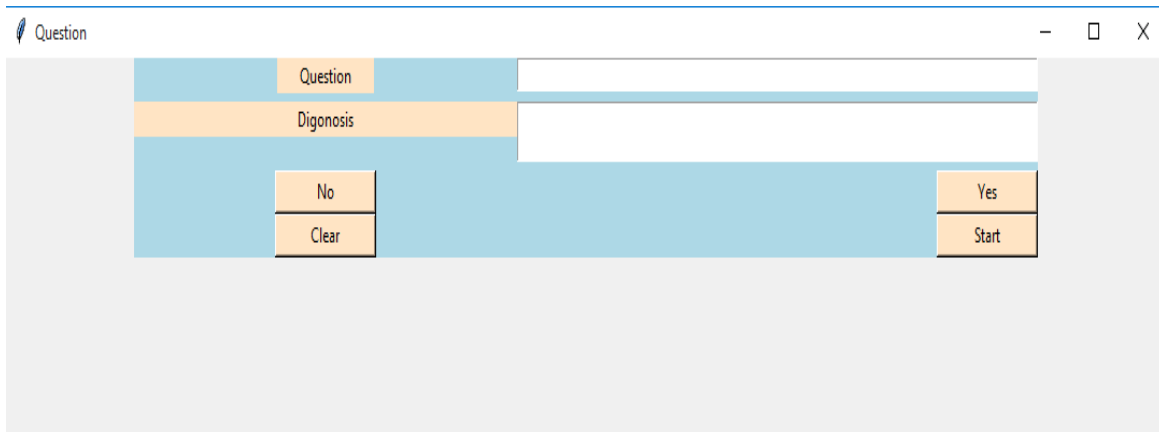 Question
Question
Digonosis
No Yes
Clear Start